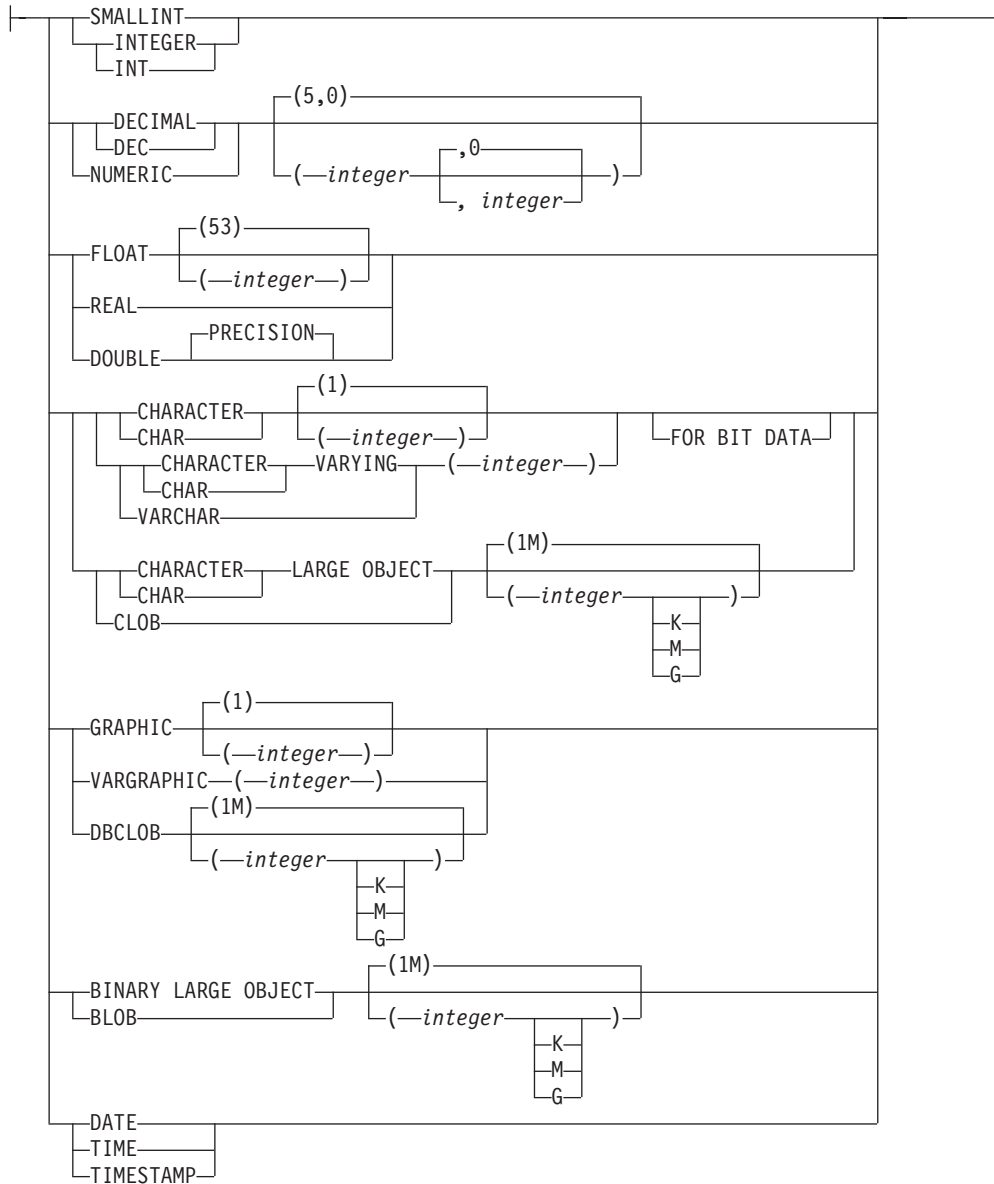 SMALLINT
INTEGER
INT
(5,0)
DECIMAL
DEC
NUMERIC
,0
( integer )
, integer
(53)
FLOAT
( integer )
REAL
PRECISION
DOUBLE
(1)
CHARACTER
CHAR
( integer )
FOR BIT DATA
CHARACTER VARYING ( integer )
CHAR
VARCHAR
(1M)
CHARACTER LARGE OBJECT
CHAR
( integer )
CLOB
K
M
G
(1)
GRAPHIC
( integer )
VARGRAPHIC ( integer )
(1M)
DBCLOB
( integer )
K
M
G
(1M)
BINARY LARGE OBJECT
BLOB
( integer )
K
M
G
DATE
TIME
TIMESTAMP